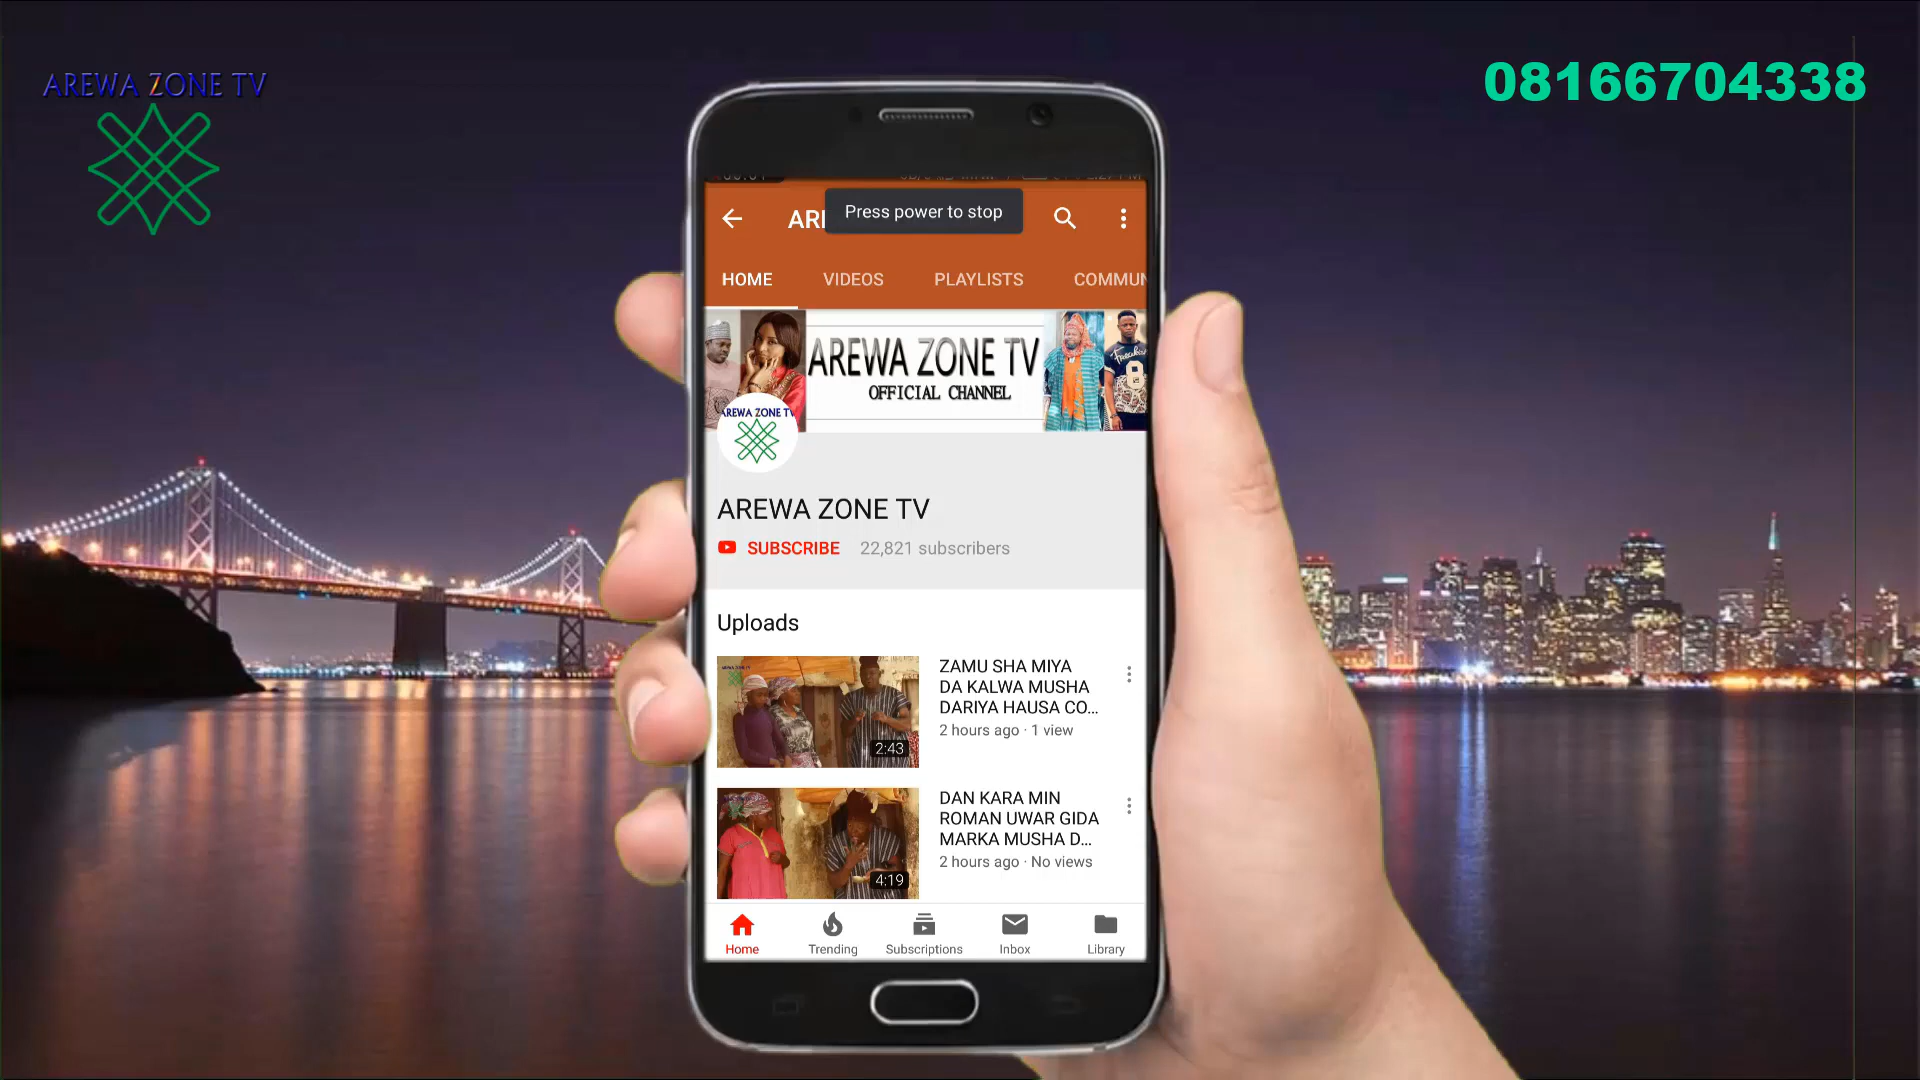 AREWA ZONE TV
08166704338
Press power to stop
HOME VIDEOS PLAYLISTS COMMUN
AREWA ZONE TV
OFFICIAL CHANNEL
AREWA ZONE TV
AREWA ZONE TV
SUBSCRIBE 22,821 subscribers
Uploads
ZAMU SHA MIYA
DA KALWA MUSHA
DARIYA HAUSA CO...
2 hours ago · 1 view
2:43
DAN KARA MIN
ROMAN UWAR GIDA
MARKA MUSHA D...
2 hours ago · No views
4:19
Home Trending Subscriptions Inbox Library